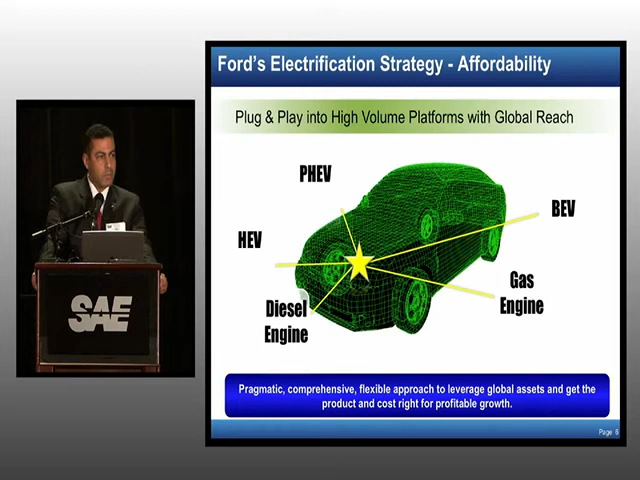 Ford's Electrification Strategy - Affordability
Plug & Play into High Volume Platforms with Global Reach
PHEV
BEV
HEV
Gas
Engine
Diesel
Engine
SAE
Pragmatic, comprehensive, flexible approach to leverage global assets and get the
product and cost right for profitable growth.
Page 6